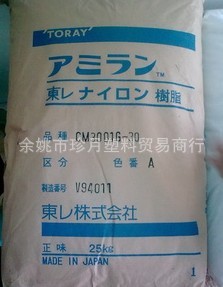 TORAY
アミラン™
東レ ナイロン 樹脂
品種 CM3001G-30
区分 色番 A
製造番号 V94011
東レ株式会社
正味 25kg
MADE IN JAPAN
1
余姚市珍月塑料贸易商行